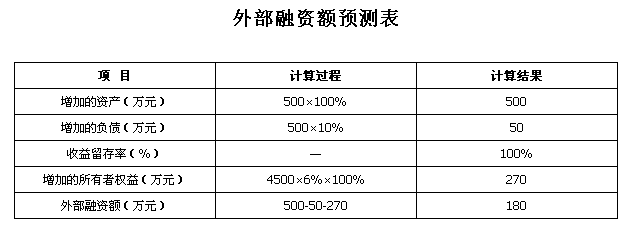 外部融资额预测表
项 目 计算过程 计算结果
增加的资产（万元） 500×100% 500
增加的负债（万元） 500×10% 50
收益留存率（%） — 100%
增加的所有者权益（万元） 4500×6%×100% 270
外部融资额（万元） 500-50-270 180